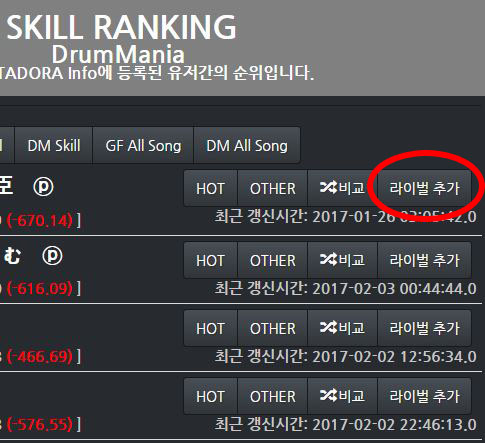 SKILL RANKING
DrumMania
TADORA Info에 등록된 유저간의 순위입니다.
DM Skill GF All Song DM All Song
臣 ⓟ HOT OTHER 비교 라이벌 추가
(-670.14) ] 최근 갱신시간: 2017-01-26 02:05:42.0
む ⓟ HOT OTHER 비교 라이벌 추가
(-616.09) ] 최근 갱신시간: 2017-02-03 00:44:44.0
HOT OTHER 비교 라이벌 추가
(-466.69) ] 최근 갱신시간: 2017-02-02 12:56:34.0
HOT OTHER 비교 라이벌 추가
(-576.55) ] 최근 갱신시간: 2017-02-02 22:46:13.0